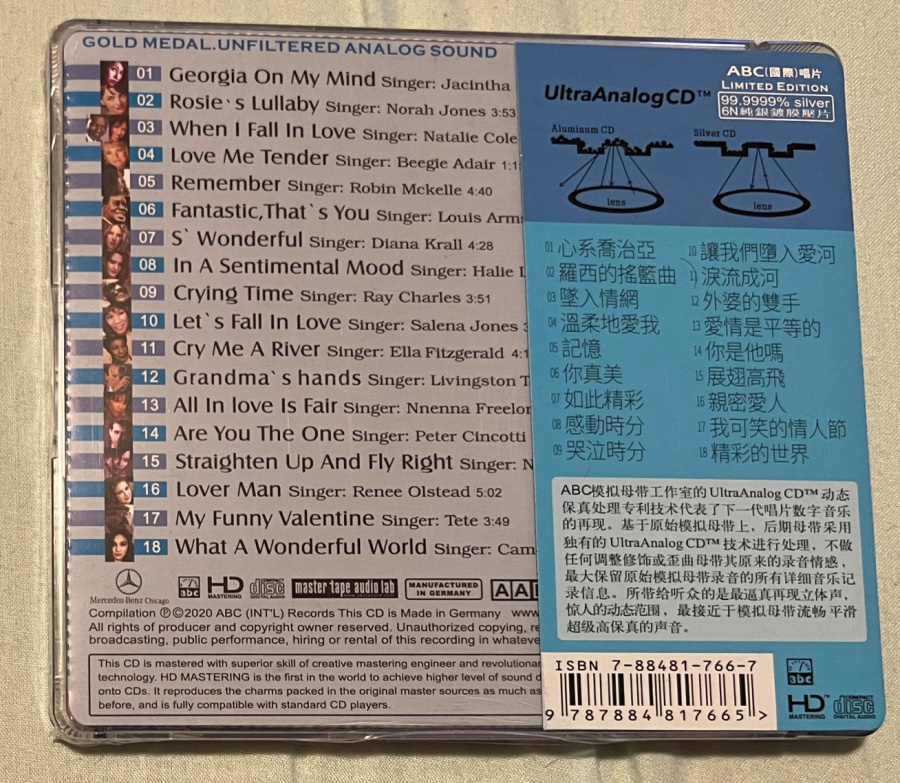 GOLD MEDAL.UNFILTERED ANALOG SOUND
01 Georgia On My Mind Singer: Jacintha
02 Rosie`s Lullaby Singer: Norah Jones 3:53
03 When I Fall In Love Singer: Natalie Cole
04 Love Me Tender Singer: Beegie Adair
05 Remember Singer: Robin Mckelle 4:40
06 Fantastic,That`s You Singer: Louis
07 S` Wonderful Singer: Diana Krall 4:28
08 In A Sentimental Mood Singer: Halie
09 Crying Time Singer: Ray Charles 3:51
10 Let`s Fall In Love Singer: Salena Jones
11 Cry Me A River Singer: Ella Fitzgerald
12 Grandma`s hands Singer: Livingston
13 All In love Is Fair Singer: Nnenna
14 Are You The One Singer: Peter Cincotti
15 Straighten Up And Fly Right Singer:
16 Lover Man Singer: Renee Olstead 5:02
17 My Funny Valentine Singer: Tete 3:49
18 What A Wonderful World Singer: Cam
Mercedes-Benz Chicago
abc
HD MASTERING
COMPACT disc DIGITAL AUDIO
master tape audio lab
MANUFACTURED IN GERMANY
Compilation ℗©2020 ABC (INT'L) Records This CD is Made in Germany www
All rights of producer and copyright owner reserved. Unauthorized copying,
broadcasting, public performance, hiring or rental of this recording in
This CD is mastered with superior skill of creative mastering engineer and
technology. HD MASTERING is the first in the world to achieve higher level of sound
onto CDs. It reproduces the charms packed in the original master sources as much as
before, and is fully compatible with standard CD players.
UltraAnalogCD™
ABC(國際)唱片
LIMITED EDITION
99.9999% silver
6N純銀鍍膜壓片
Aluminum CD
Silver CD
lens
lens
01 心系喬治亞
02 羅西的搖籃曲
03 墜入情網
04 溫柔地愛我
05 記憶
06 你真美
07 如此精彩
08 感動時分
09 哭泣時分
10 讓我們墮入愛河
11 淚流成河
12 外婆的雙手
13 愛情是平等的
14 你是他嗎
15 展翅高飛
16 親密愛人
17 我可笑的情人節
18 精彩的世界
ABC模拟母带工作室的UltraAnalogCD™动态
保真处理专利技术代表了下一代唱片数字音乐
的再现。基于原始模拟母带上，后期母带采用
独有的UltraAnalogCD™技术进行处理，不做
任何调整修饰或歪曲母带其原来的录音情感，
最大保留原始模拟母带录音的所有详细音乐记
录信息。所带给听众的是最逼真再现立体声，
惊人的动态范围，最接近于模拟母带流畅平滑
超级高保真的声音。
ISBN 7-88481-766-7
9 787884 817665 >
abc
HD MASTERING
COMPACT disc DIGITAL AUDIO